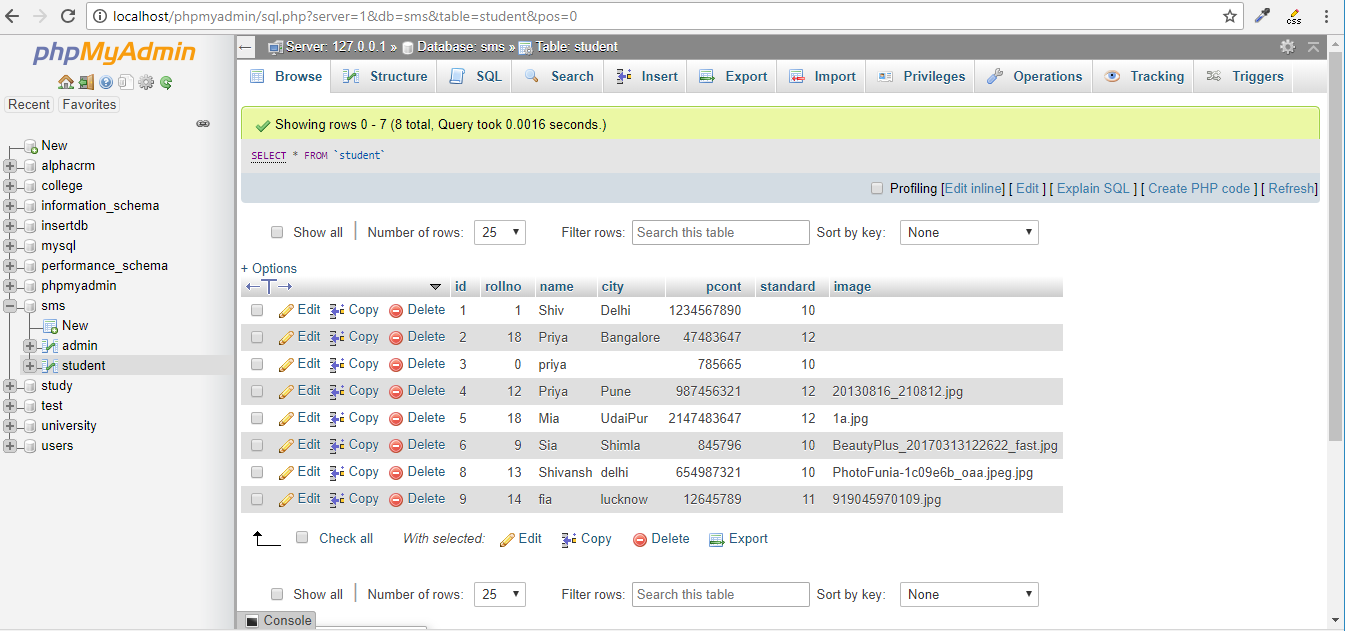 localhost/phpmyadmin/sql.php?server=1&db=sms&table=student&pos=0
css
phpMyAdmin
Recent Favorites
New
alphacrm
college
information_schema
insertdb
mysql
performance_schema
phpmyadmin
sms
New
admin
student
study
test
university
users
Server: 127.0.0.1 » Database: sms » Table: student
Browse Structure SQL Search Insert Export Import Privileges Operations Tracking Triggers
Showing rows 0 - 7 (8 total, Query took 0.0016 seconds.)
SELECT * FROM `student`
Profiling [Edit inline] [ Edit ] [ Explain SQL ] [ Create PHP code ] [ Refresh]
Show all Number of rows: 25 Filter rows: Search this table Sort by key: None
+ Options
id rollno name city pcont standard image
Edit Copy Delete 1 1 Shiv Delhi 1234567890 10
Edit Copy Delete 2 18 Priya Bangalore 47483647 12
Edit Copy Delete 3 0 priya 785665 10
Edit Copy Delete 4 12 Priya Pune 987456321 12 20130816_210812.jpg
Edit Copy Delete 5 18 Mia UdaiPur 2147483647 12 1a.jpg
Edit Copy Delete 6 9 Sia Shimla 845796 10 BeautyPlus_20170313122622_fast.jpg
Edit Copy Delete 8 13 Shivansh delhi 654987321 10 PhotoFunia-1c09e6b_oaa.jpeg.jpg
Edit Copy Delete 9 14 fia lucknow 12645789 11 919045970109.jpg
Check all With selected: Edit Copy Delete Export
Show all Number of rows: 25 Filter rows: Search this table Sort by key: None
Console